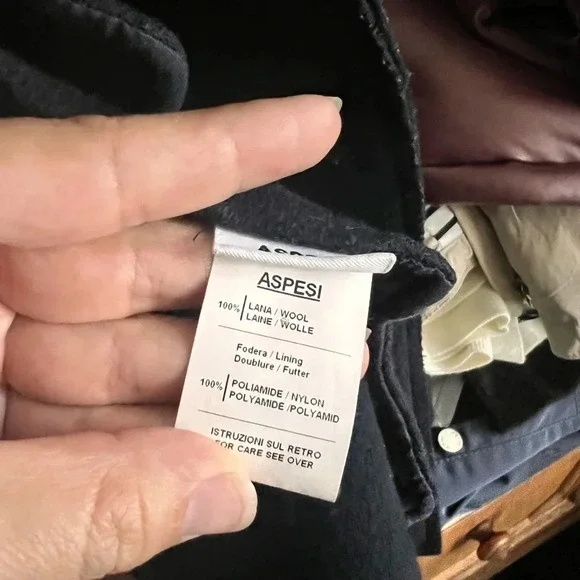 ASPESI
ASPESI
100% LANA / WOOL
LAINE / WOLLE
Fodera / Lining
Doublure / Futter
100% POLIAMIDE / NYLON
POLYAMIDE /POLYAMID
ISTRUZIONI SUL RETRO
FOR CARE SEE OVER